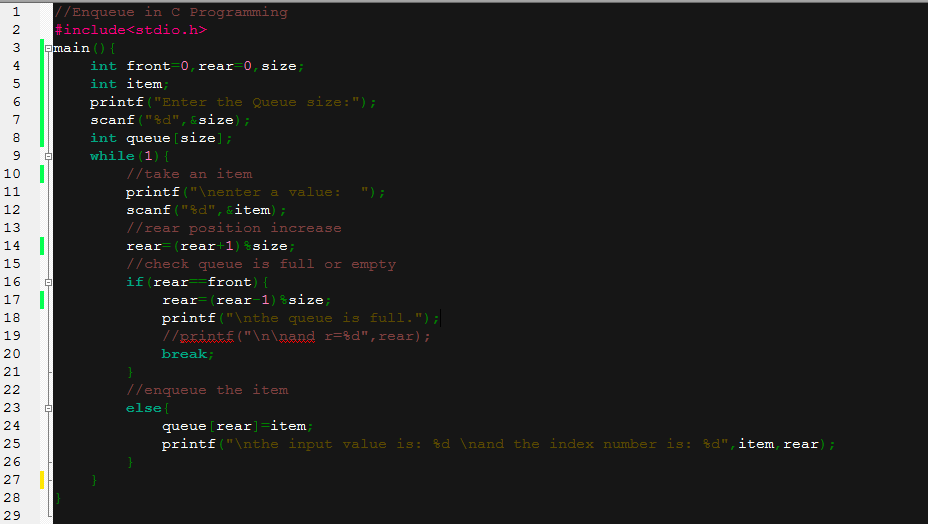 1 //Enqueue in C Programming
2 #include<stdio.h>
3 main(){
4 int front=0,rear=0,size;
5 int item;
6 printf("Enter the Queue size:");
7 scanf("%d",&size);
8 int queue[size];
9 while(1){
10 //take an item
11 printf("\nenter a value:  ");
12 scanf("%d",&item);
13 //rear position increase
14 rear=(rear+1)%size;
15 //check queue is full or empty
16 if(rear==front){
17 rear=(rear-1)%size;
18 printf("\nthe queue is full.");
19 //printf("\n\nand r=%d",rear);
20 break;
21 }
22 //enqueue the item
23 else{
24 queue[rear]=item;
25 printf("\nthe input value is: %d \nand the index number is: %d",item,rear);
26 }
27 }
28 }
29